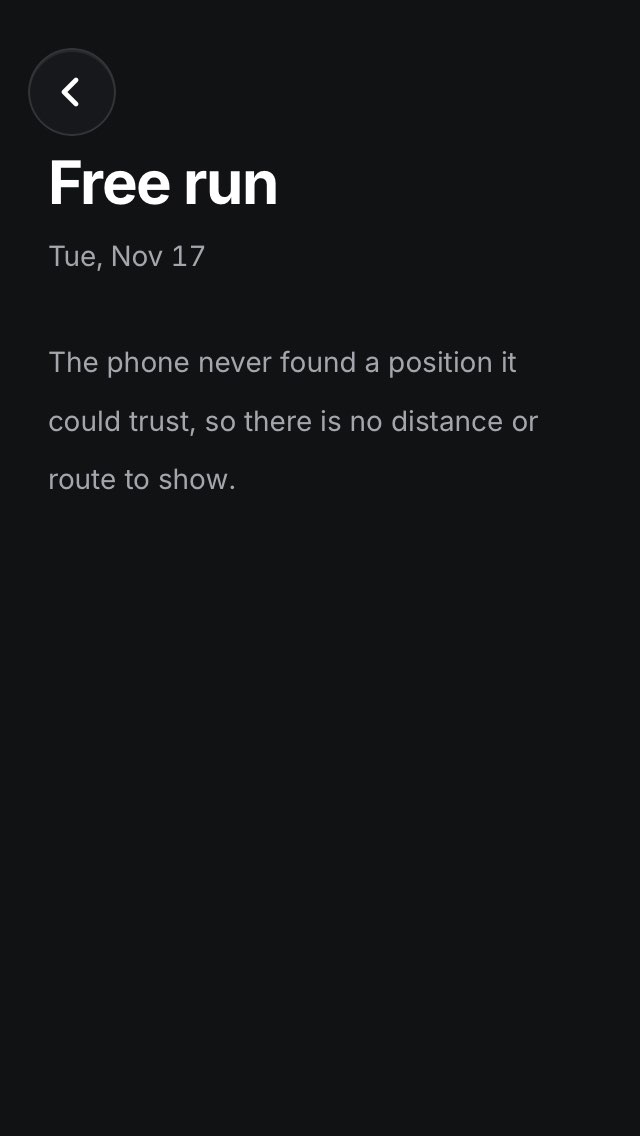 Free run
Tue, Nov 17
The phone never found a position it
could trust, so there is no distance or
route to show.